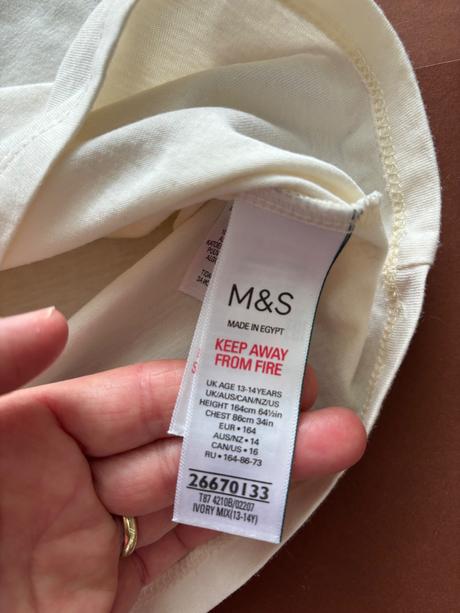 M&S
MADE IN EGYPT
KEEP AWAY
FROM FIRE
UK AGE 13-14 YEARS
UK/AUS/CAN/NZ/US
HEIGHT 164cm 64½in
CHEST 86cm 34in
EUR • 164
AUS/NZ • 14
CAN/US • 16
RU • 164-86-73
26670133
T87 4210B/02207
IVORY MIX(13-14Y)